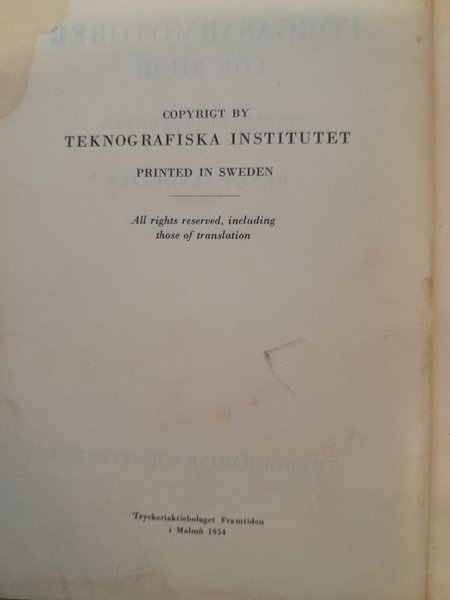 COPYRIGT BY
TEKNOGRAFISKA INSTITUTET
PRINTED IN SWEDEN
All rights reserved, including
those of translation
Tryckeriaktiebolaget Framtiden
i Malmö 1954